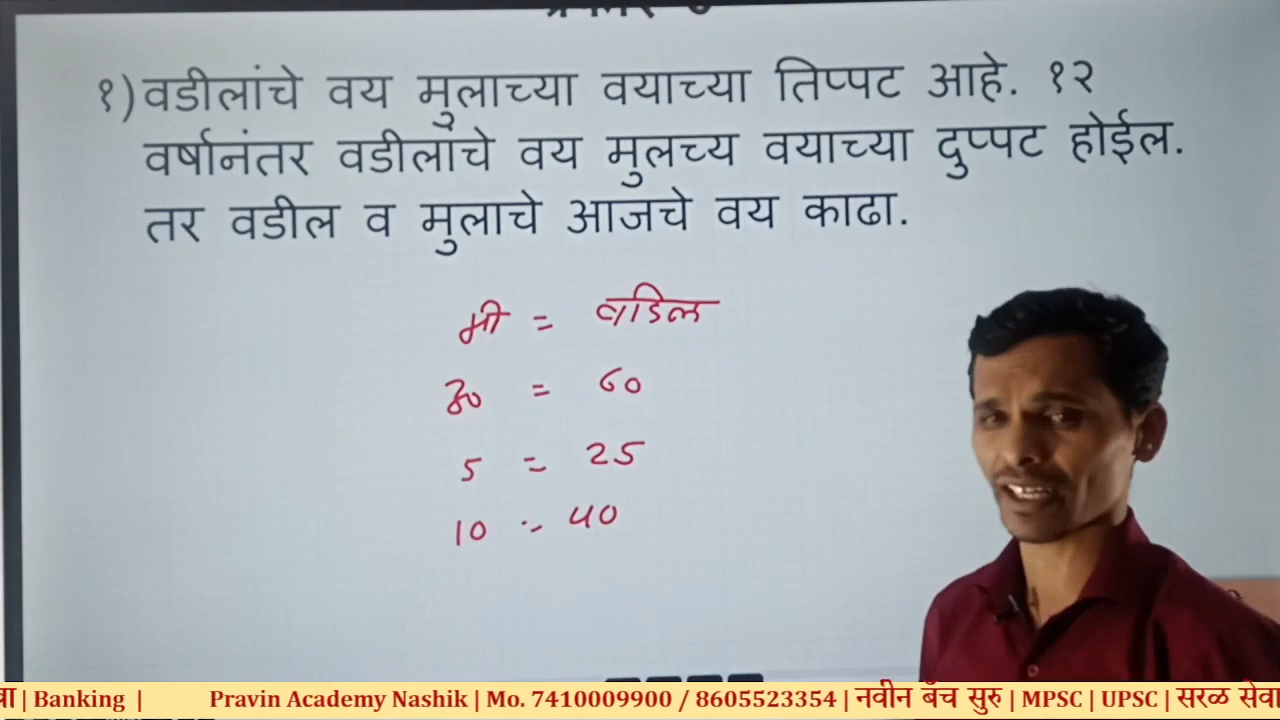 १) वडीलांचे वय मुलाच्या वयाच्या तिप्पट आहे. १२
वर्षानंतर वडीलांचे वय मुलच्य वयाच्या दुप्पट होईल.
तर वडील व मुलाचे आजचे वय काढा.
मी = वडिल
30 = 60
5 = 25
10 = 40
| Banking | Pravin Academy Nashik | Mo. 7410009900 / 8605523354 | नवीन बॅच सुरु | MPSC | UPSC | सरळ सेवा